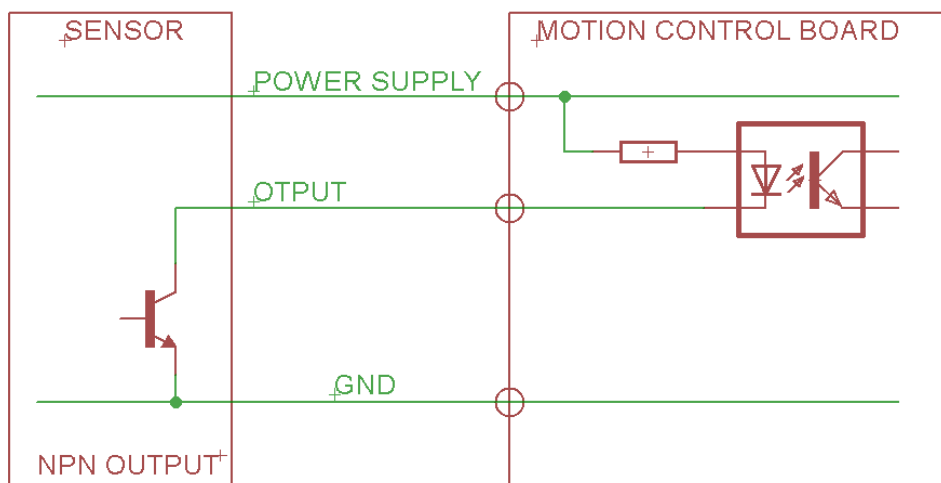 SENSOR
MOTION CONTROL BOARD
POWER SUPPLY
OTPUT
GND
NPN OUTPUT